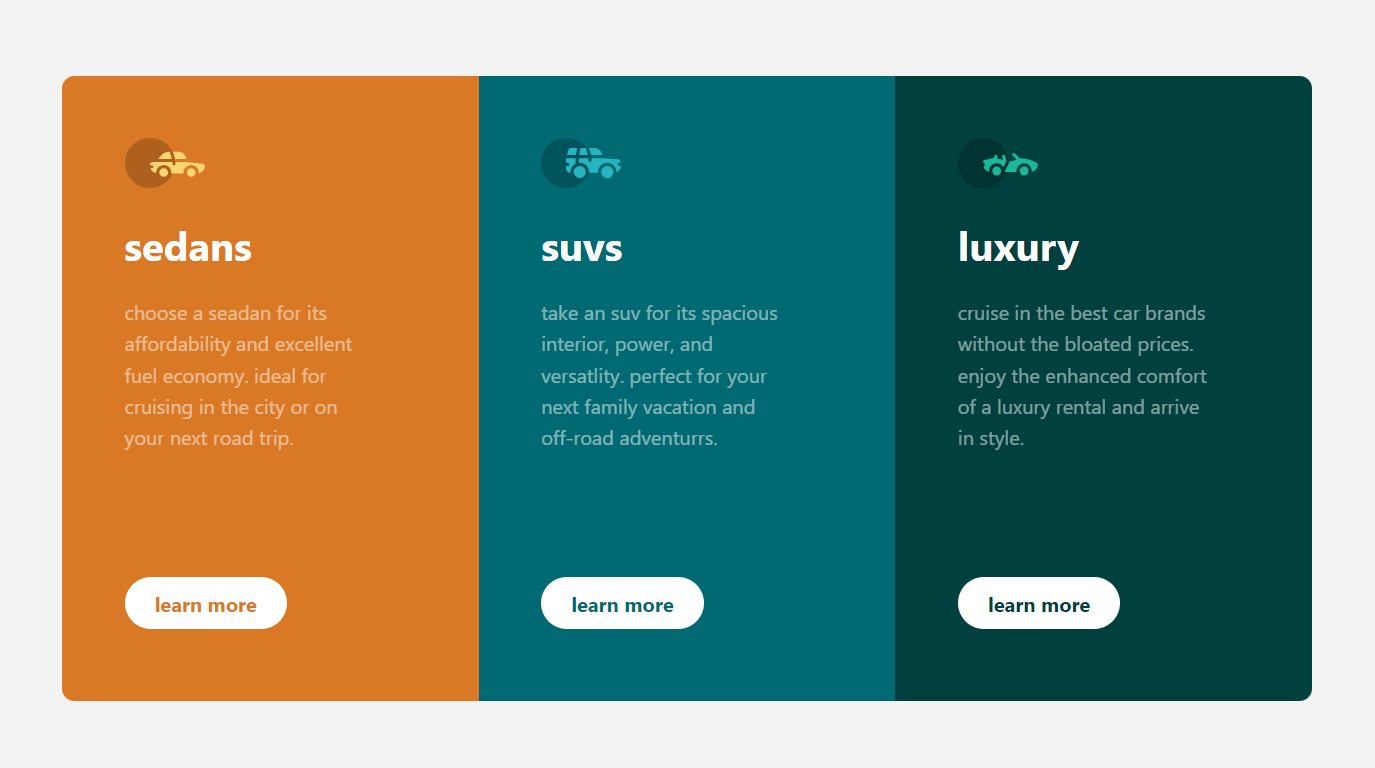 sedans
choose a seadan for its
affordability and excellent
fuel economy. ideal for
cruising in the city or on
your next road trip.
learn more
suvs
take an suv for its spacious
interior, power, and
versatlity. perfect for your
next family vacation and
off-road adventurrs.
learn more
luxury
cruise in the best car brands
without the bloated prices.
enjoy the enhanced comfort
of a luxury rental and arrive
in style.
learn more